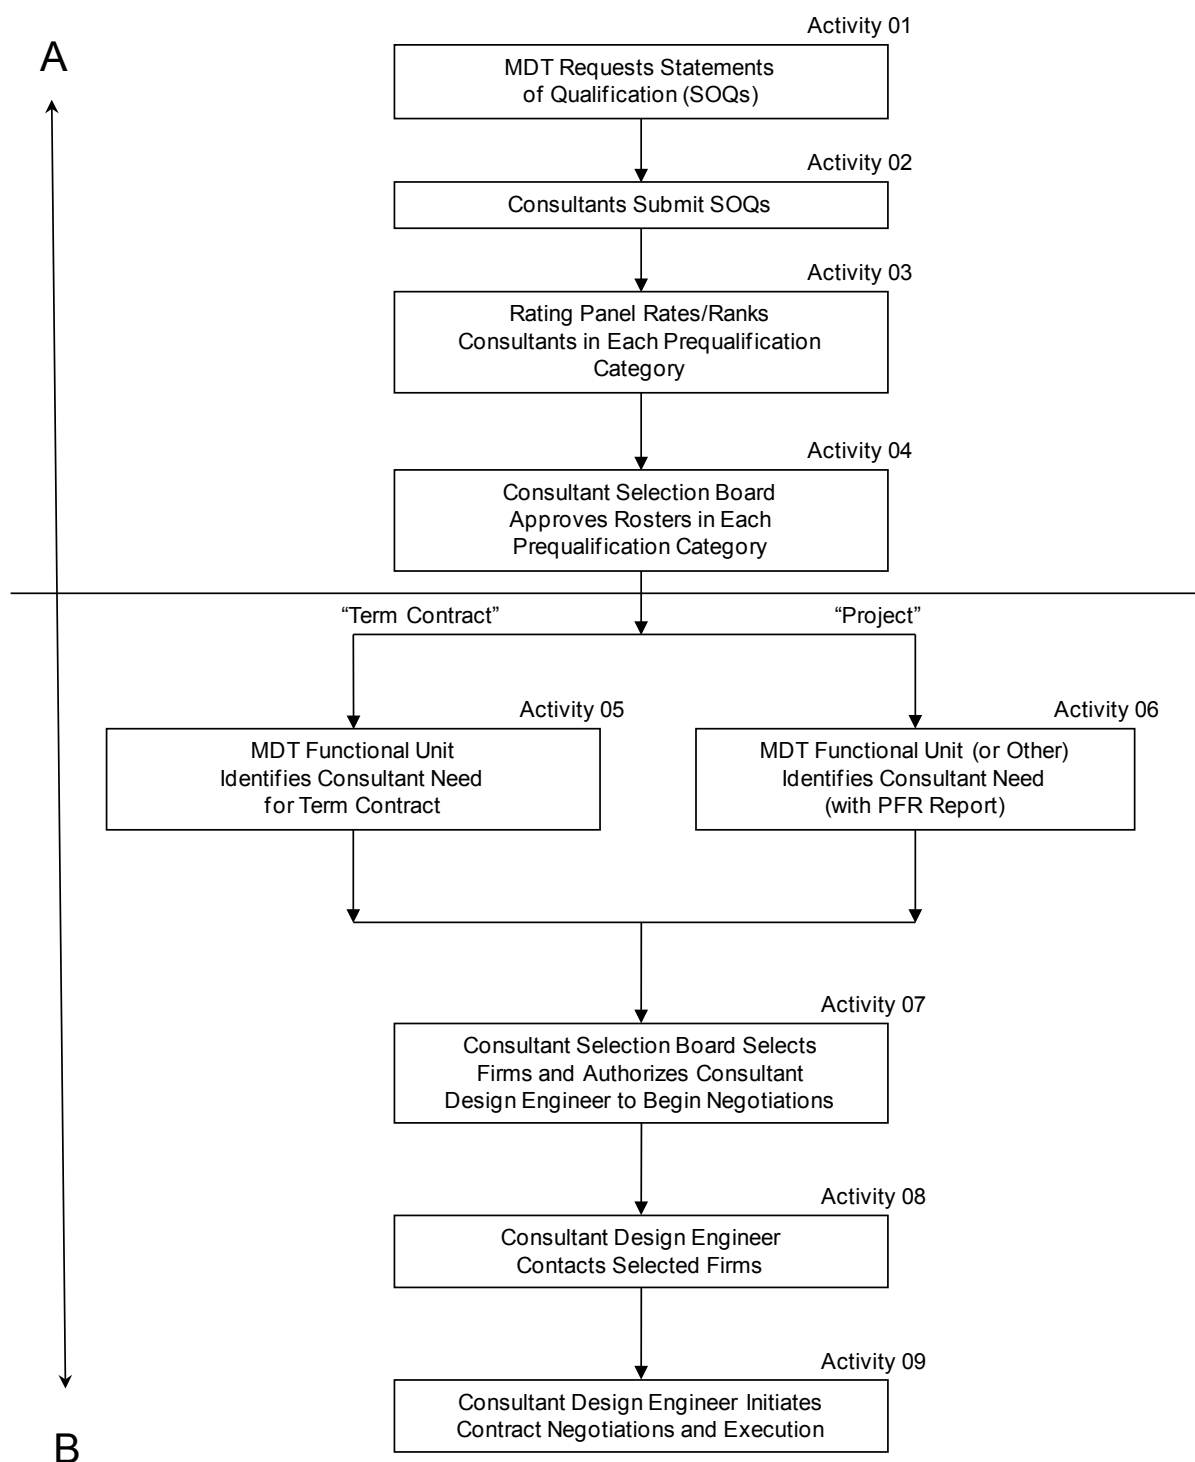 Activity 01
A
MDT Requests Statements
of Qualification (SOQs)
Activity 02
Consultants Submit SOQs
Activity 03
Rating Panel Rates/Ranks
Consultants in Each Prequalification
Category
Activity 04
Consultant Selection Board
Approves Rosters in Each
Prequalification Category
“Term Contract”
“Project”
Activity 05
MDT Functional Unit
Identifies Consultant Need
for Term Contract
Activity 06
MDT Functional Unit (or Other)
Identifies Consultant Need
(with PFR Report)
Activity 07
Consultant Selection Board Selects
Firms and Authorizes Consultant
Design Engineer to Begin Negotiations
Activity 08
Consultant Design Engineer
Contacts Selected Firms
Activity 09
Consultant Design Engineer Initiates
Contract Negotiations and Execution
B